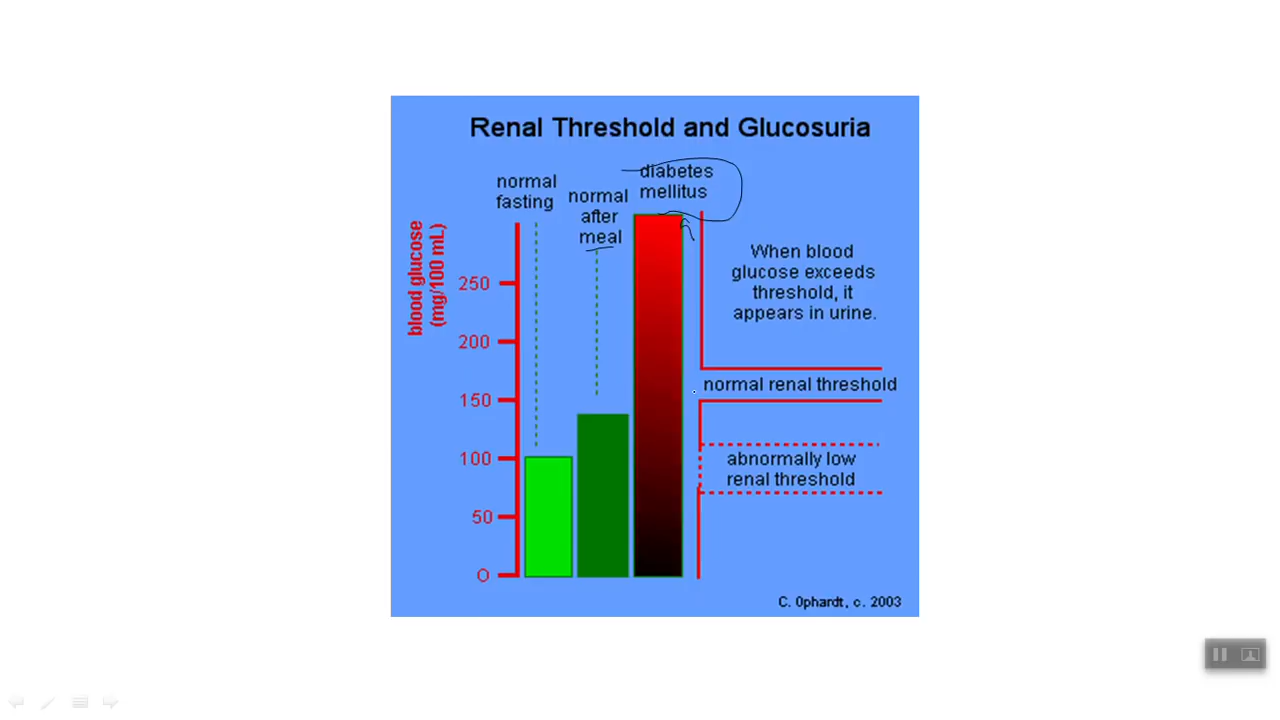 Renal Threshold and Glucosuria
normal
fasting
normal
after
meal
diabetes
mellitus
blood glucose
(mg/100 mL)
250
200
150
100
50
0
When blood
glucose exceeds
threshold, it
appears in urine.
normal renal threshold
abnormally low
renal threshold
C. Ophardt, c. 2003